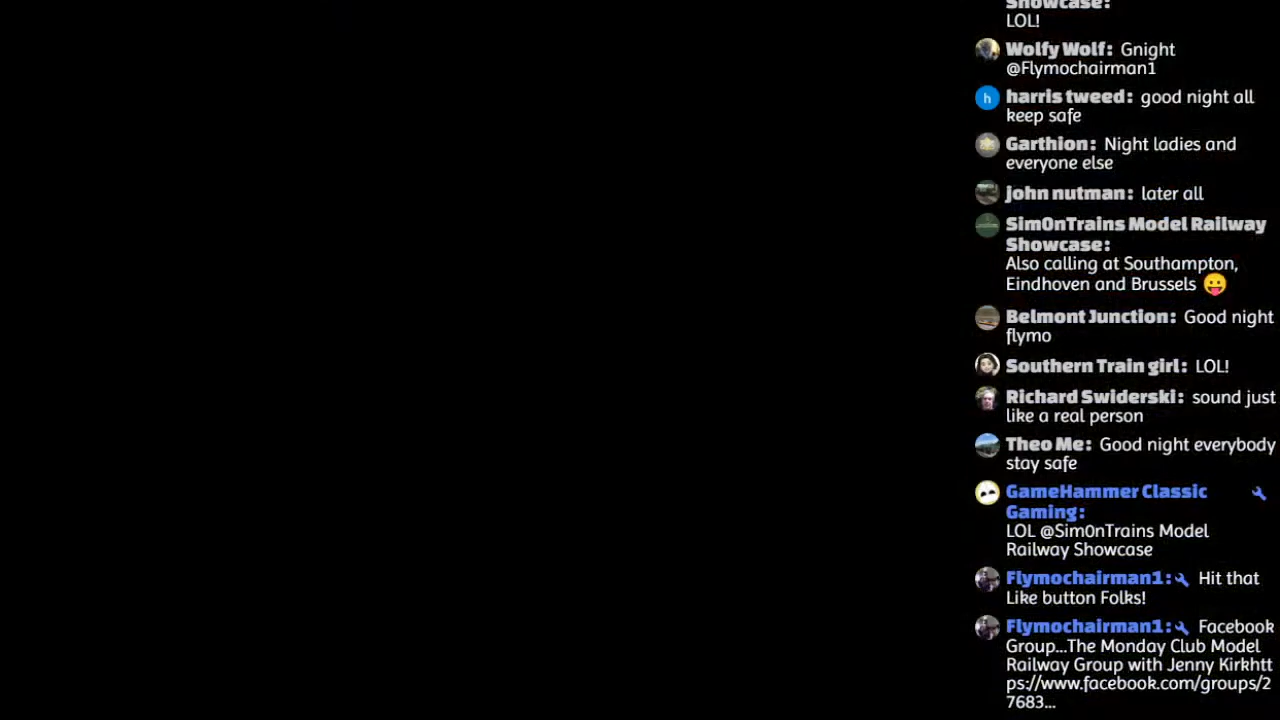 Showcase:
LOL!
Wolfy Wolf: Gnight
@Flymochairman1
h harris tweed: good night all
keep safe
Garthion: Night ladies and
everyone else
john nutman: later all
Sim0nTrains Model Railway
Showcase:
Also calling at Southampton,
Eindhoven and Brussels 😛
Belmont Junction: Good night
flymo
Southern Train girl: LOL!
Richard Swiderski: sound just
like a real person
Theo Me: Good night everybody
stay safe
GameHammer Classic
Gaming:
LOL @Sim0nTrains Model
Railway Showcase
Flymochairman1: Hit that
Like button Folks!
Flymochairman1: Facebook
Group...The Monday Club Model
Railway Group with Jenny Kirkhtt
ps://www.facebook.com/groups/2
7683...